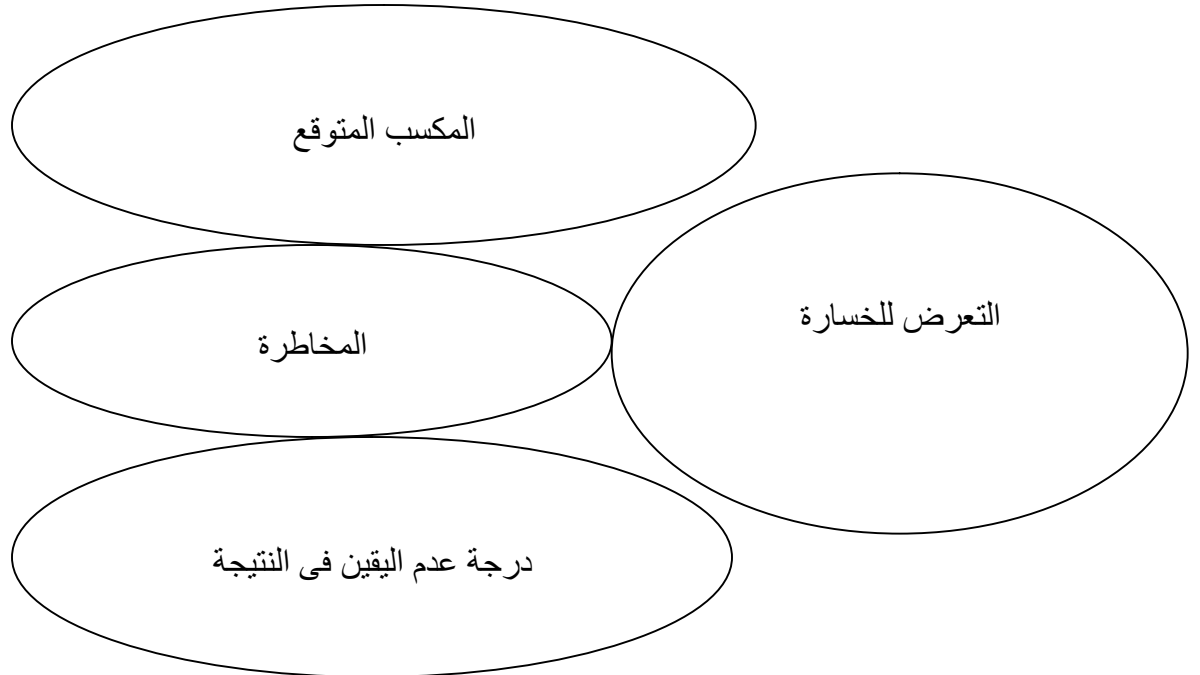 المكسب المتوقع
التعرض للخسارة
المخاطرة
درجة عدم اليقين فى النتيجة